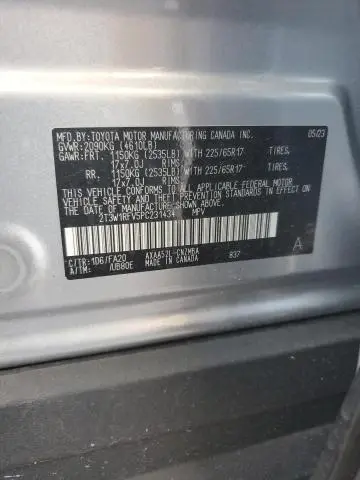 MFD. BY: TOYOTA MOTOR MANUFACTURING CANADA INC. 05/23
GVWR: 2090KG (4610LB)
GAWR: FRT. 1150KG (2535LB) WITH 225/65R17 TIRES,
17x7.0J RIMS,
RR. 1150KG (2535LB) WITH 225/65R17 TIRES,
17x7.0J
THIS VEHICLE CONFORMS TO ALL APPLICABLE FEDERAL MOTOR
VEHICLE SAFETY, BUMPER, AND THEFT PREVENTION STANDARDS IN EFFECT
ON THE DATE OF MANUFACTURE SHOWN ABOVE.
2T3W1RFV5PC231434 MPV
A
C/TR: 1D6/FA20 AXAA52L-CNZMBA 837
A/TM: /UB80E MADE IN CANADA